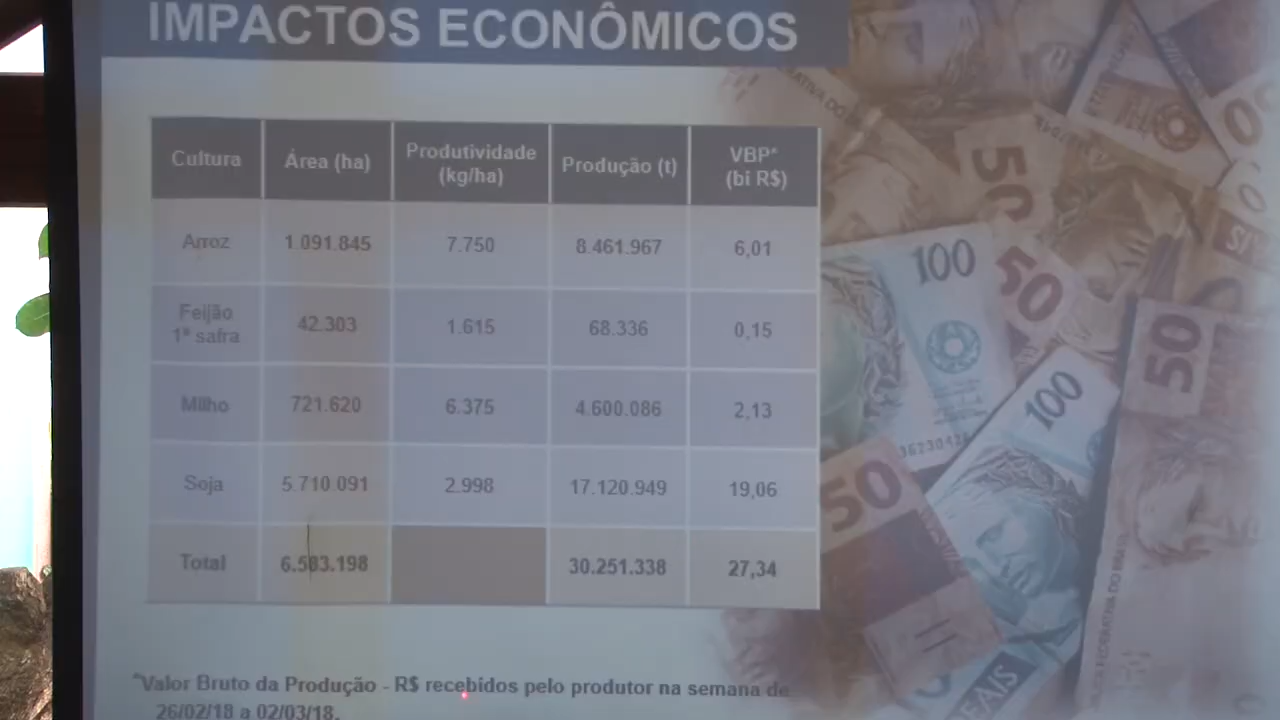 IMPACTOS ECONÔMICOS
Cultura Área (ha) Produtividade (kg/ha) Produção (t) VBP* (bi R$)
Arroz 1.091.845 7.750 8.461.967 6,01
Feijão 1ª safra 42.303 1.615 68.336 0,15
Milho 721.620 6.375 4.600.086 2,13
Soja 5.710.091 2.998 17.120.949 19,06
Total 6.583.198 30.251.338 27,34
*Valor Bruto da Produção - R$ recebidos pelo produtor na semana de
26/02/18 a 02/03/18.
50
100
50
50
100
50
REAIS